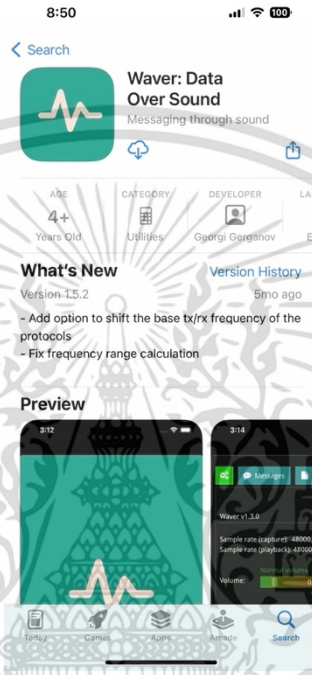 8:50
100
Search
Waver: Data
Over Sound
Messaging through sound
AGE
CATEGORY
DEVELOPER
LA
4+
Years Old
Utilities
Georgi Gerganov
E
What's New
Version History
Version 1.5.2
5mo ago
- Add option to shift the base tx/rx frequency of the
protocols
- Fix frequency range calculation
Preview
3:12
3:14
Messages
Waver v1.3.0
Sample rate (capture): 48000,
Sample rate (playback): 48000
Normal volume
Volume:
0
Today
Games
Apps
Arcade
Search